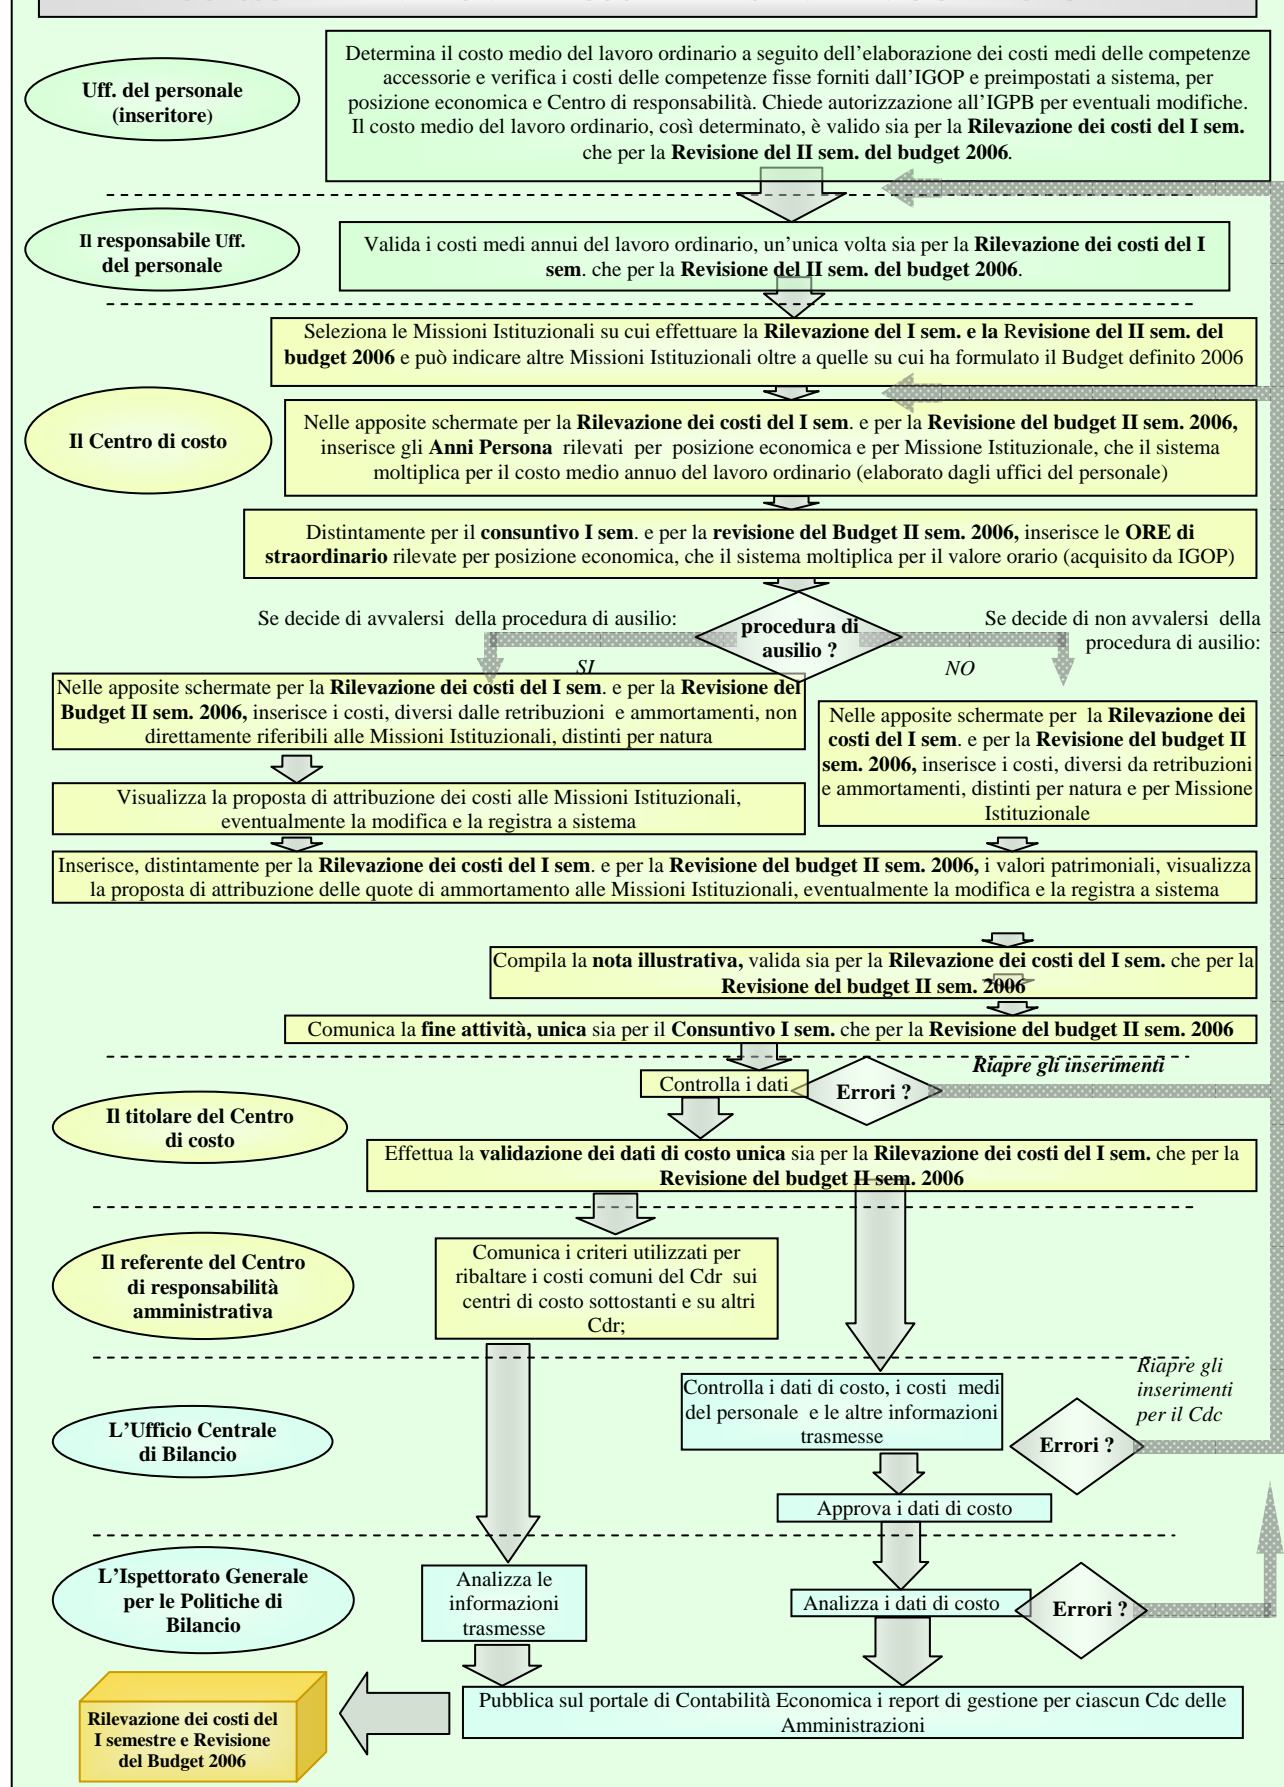 Determina il costo medio del lavoro ordinario a seguito dell'elaborazione dei costi medi delle competenze
accessorie e verifica i costi delle competenze fisse forniti dall'IGOP e preimpostati a sistema, per
posizione economica e Centro di responsabilità. Chiede autorizzazione all'IGPB per eventuali modifiche.
Il costo medio del lavoro ordinario, così determinato, è valido sia per la Rilevazione dei costi del I sem.
che per la Revisione del II sem. del budget 2006.
Uff. del personale
(inseritore)
Il responsabile Uff.
del personale
Valida i costi medi annui del lavoro ordinario, un'unica volta sia per la Rilevazione dei costi del I
sem. che per la Revisione del II sem. del budget 2006.
Seleziona le Missioni Istituzionali su cui effettuare la Rilevazione del I sem. e la Revisione del II sem. del
budget 2006 e può indicare altre Missioni Istituzionali oltre a quelle su cui ha formulato il Budget definito 2006
Il Centro di costo
Nelle apposite schermate per la Rilevazione dei costi del I sem. e per la Revisione del budget II sem. 2006,
inserisce gli Anni Persona rilevati per posizione economica e per Missione Istituzionale, che il sistema
moltiplica per il costo medio annuo del lavoro ordinario (elaborato dagli uffici del personale)
Distintamente per il consuntivo I sem. e per la revisione del Budget II sem. 2006, inserisce le ORE di
straordinario rilevate per posizione economica, che il sistema moltiplica per il valore orario (acquisito da IGOP)
Se decide di avvalersi della procedura di ausilio:
procedura di
ausilio ?
Se decide di non avvalersi della
procedura di ausilio:
SI
NO
Nelle apposite schermate per la Rilevazione dei costi del I sem. e per la Revisione del
Budget II sem. 2006, inserisce i costi, diversi dalle retribuzioni e ammortamenti, non
direttamente riferibili alle Missioni Istituzionali, distinti per natura
Nelle apposite schermate per la Rilevazione dei
costi del I sem. e per la Revisione del budget II
sem. 2006, inserisce i costi, diversi da retribuzioni
e ammortamenti, distinti per natura e per Missione
Istituzionale
Visualizza la proposta di attribuzione dei costi alle Missioni Istituzionali,
eventualmente la modifica e la registra a sistema
Inserisce, distintamente per la Rilevazione dei costi del I sem. e per la Revisione del budget II sem. 2006, i valori patrimoniali, visualizza
la proposta di attribuzione delle quote di ammortamento alle Missioni Istituzionali, eventualmente la modifica e la registra a sistema
Compila la nota illustrativa, valida sia per la Rilevazione dei costi del I sem. che per la
Revisione del budget II sem. 2006
Comunica la fine attività, unica sia per il Consuntivo I sem. che per la Revisione del budget II sem. 2006
Riapre gli inserimenti
Controlla i dati
Errori ?
Il titolare del Centro
di costo
Effettua la validazione dei dati di costo unica sia per la Rilevazione dei costi del I sem. che per la
Revisione del budget II sem. 2006
Il referente del Centro
di responsabilità
amministrativa
Comunica i criteri utilizzati per
ribaltare i costi comuni del Cdr sui
centri di costo sottostanti e su altri
Cdr;
Riapre gli
inserimenti
per il Cdc
Controlla i dati di costo, i costi medi
del personale e le altre informazioni
trasmesse
L'Ufficio Centrale
di Bilancio
Errori ?
Approva i dati di costo
L'Ispettorato Generale
per le Politiche di
Bilancio
Analizza le
informazioni
trasmesse
Analizza i dati di costo
Errori ?
Pubblica sul portale di Contabilità Economica i report di gestione per ciascun Cdc delle
Amministrazioni
Rilevazione dei costi del
I semestre e Revisione
del Budget 2006